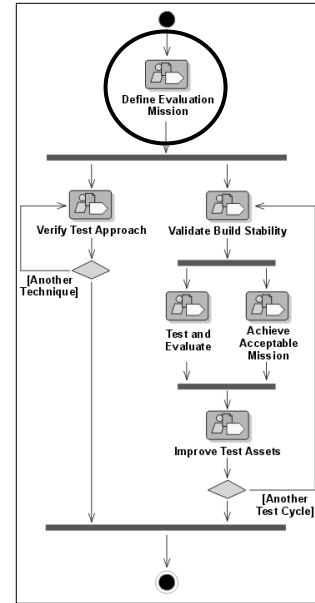 Define Evaluation
Mission
Verify Test Approach
Validate Build Stability
[Another
Technique]
Test and
Evaluate
Achieve
Acceptable
Mission
Improve Test Assets
[Another
Test Cycle]